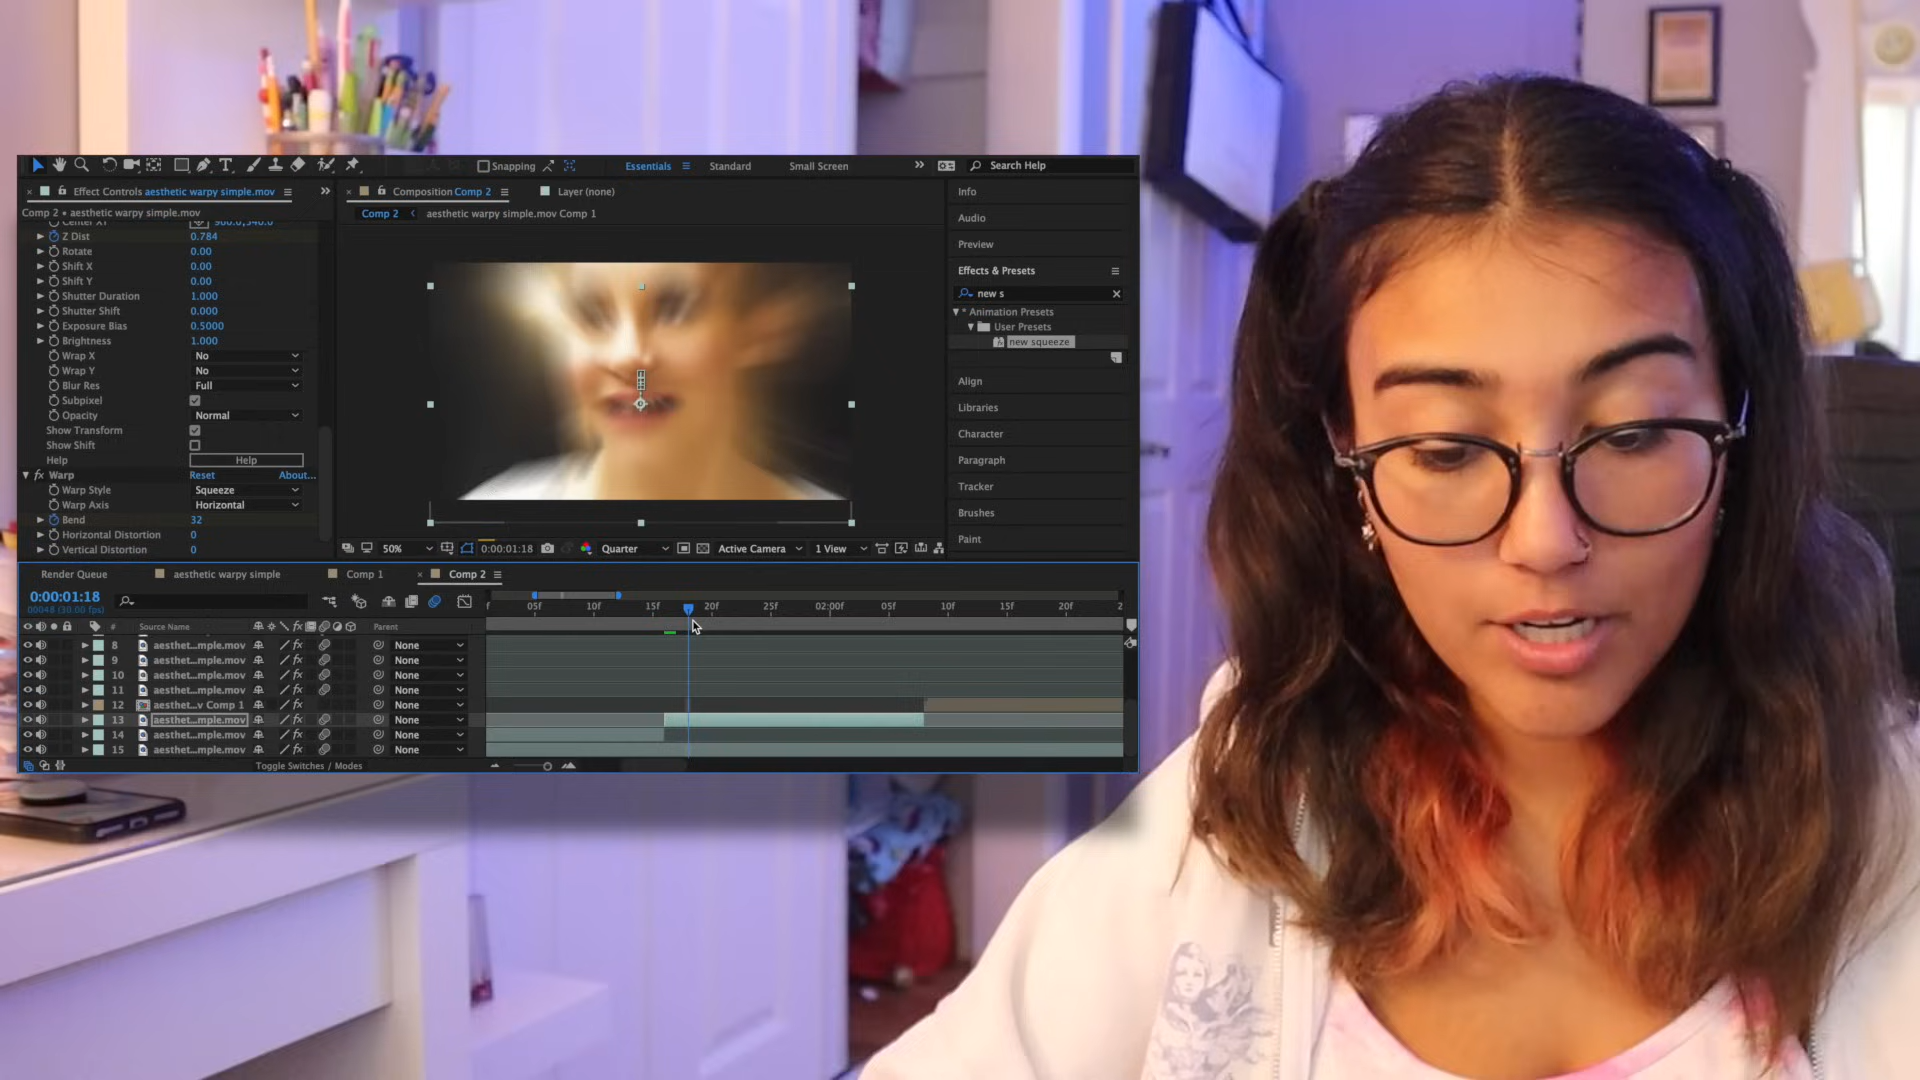 Snapping
Essentials
Standard
Small Screen
Search Help
Effect Controls aesthetic warpy simple.mov
Composition Comp 2
Layer (none)
Info
Comp 2 • aesthetic warpy simple.mov
Comp 2
aesthetic warpy simple.mov Comp 1
Audio
Z Dist 0.784
Preview
Rotate 0.00
Shift X 0.00
Effects & Presets
Shift Y 0.00
new s
Shutter Duration 1.000
Shutter Shift 0.000
* Animation Presets
Exposure Bias 0.5000
User Presets
Brightness 1.000
new squeeze
Wrap X No
Wrap Y No
Blur Res Full
Align
Subpixel
Libraries
Opacity Normal
Show Transform
Character
Show Shift
Help Help
Paragraph
Warp Reset About...
Tracker
Warp Style Squeeze
Warp Axis Horizontal
Brushes
Bend 32
Horizontal Distortion 0
Paint
Vertical Distortion 0
50% 0:00:01:18 Quarter Active Camera 1 View
Render Queue
aesthetic warpy simple
Comp 1
Comp 2
0:00:01:18
00048 (30.00 fps)
f 05f 10f 15f 20f 25f 02:00f 05f 10f 15f 20f 2
# Source Name Parent
8 aesthet...mple.mov None
9 aesthet...mple.mov None
10 aesthet...mple.mov None
11 aesthet...mple.mov None
12 aesthet...v Comp 1 None
13 aesthet...mple.mov None
14 aesthet...mple.mov None
15 aesthet...mple.mov None
Toggle Switches / Modes